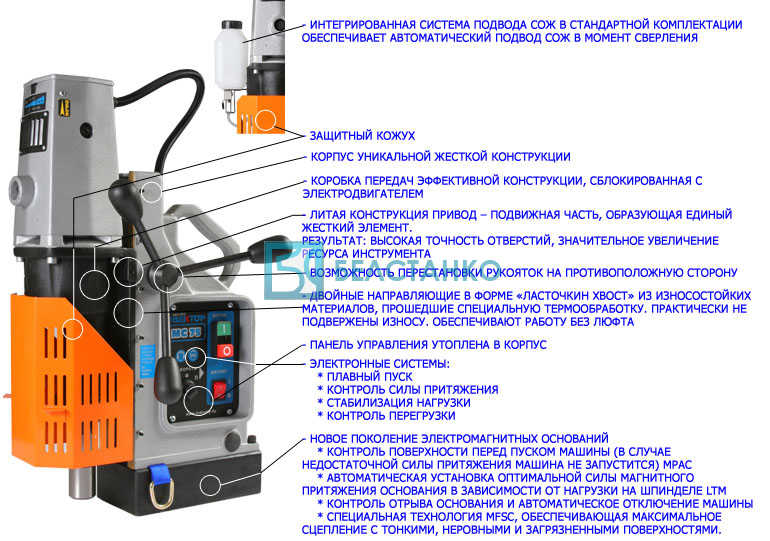 - ИНТЕГРИРОВАННАЯ СИСТЕМА ПОДВОДА СОЖ В СТАНДАРТНОЙ КОМПЛЕКТАЦИИ
ОБЕСПЕЧИВАЕТ АВТОМАТИЧЕСКИЙ ПОДВОД СОЖ В МОМЕНТ СВЕРЛЕНИЯ
ЗАЩИТНЫЙ КОЖУХ
- КОРПУС УНИКАЛЬНОЙ ЖЕСТКОЙ КОНСТРУКЦИИ
- КОРОБКА ПЕРЕДАЧ ЭФФЕКТИВНОЙ КОНСТРУКЦИИ, СБЛОКИРОВАННАЯ С
ЭЛЕКТРОДВИГАТЕЛЕМ
- ЛИТАЯ КОНСТРУКЦИЯ ПРИВОД – ПОДВИЖНАЯ ЧАСТЬ, ОБРАЗУЮЩАЯ ЕДИНЫЙ
ЖЕСТКИЙ ЭЛЕМЕНТ.
РЕЗУЛЬТАТ: ВЫСОКАЯ ТОЧНОСТЬ ОТВЕРСТИЙ, ЗНАЧИТЕЛЬНОЕ УВЕЛИЧЕНИЕ
РЕСУРСА ИНСТРУМЕНТА
БЕЛСТАНКО
- ВОЗМОЖНОСТЬ ПЕРЕСТАНОВКИ РУКОЯТОК НА ПРОТИВОПОЛОЖНУЮ СТОРОНУ
- ДВОЙНЫЕ НАПРАВЛЯЮЩИЕ В ФОРМЕ «ЛАСТОЧКИН ХВОСТ» ИЗ ИЗНОСОСТОЙКИХ
МАТЕРИАЛОВ, ПРОШЕДШИЕ СПЕЦИАЛЬНУЮ ТЕРМООБРАБОТКУ. ПРАКТИЧЕСКИ НЕ
ПОДВЕРЖЕНЫ ИЗНОСУ. ОБЕСПЕЧИВАЮТ РАБОТУ БЕЗ ЛЮФТА
MC 75
- ПАНЕЛЬ УПРАВЛЕНИЯ УТОПЛЕНА В КОРПУС
- ЭЛЕКТРОННЫЕ СИСТЕМЫ:
* ПЛАВНЫЙ ПУСК
* КОНТРОЛЬ СИЛЫ ПРИТЯЖЕНИЯ
* СТАБИЛИЗАЦИЯ НАГРУЗКИ
* КОНТРОЛЬ ПЕРЕГРУЗКИ
- НОВОЕ ПОКОЛЕНИЕ ЭЛЕКТРОМАГНИТНЫХ ОСНОВАНИЙ
* КОНТРОЛЬ ПОВЕРХНОСТИ ПЕРЕД ПУСКОМ МАШИНЫ (В СЛУЧАЕ
НЕДОСТАТОЧНОЙ СИЛЫ ПРИТЯЖЕНИЯ МАШИНА НЕ ЗАПУСТИТСЯ) MPAC
* АВТОМАТИЧЕСКАЯ УСТАНОВКА ОПТИМАЛЬНОЙ СИЛЫ МАГНИТНОГО
ПРИТЯЖЕНИЯ ОСНОВАНИЯ В ЗАВИСИМОСТИ ОТ НАГРУЗКИ НА ШПИНДЕЛЕ LTM
* КОНТРОЛЬ ОТРЫВА ОСНОВАНИЯ И АВТОМАТИЧЕСКОЕ ОТКЛЮЧЕНИЕ МАШИНЫ
* СПЕЦИАЛЬНАЯ ТЕХНОЛОГИЯ MFSC, ОБЕСПЕЧИВАЮЩАЯ МАКСИМАЛЬНОЕ
СЦЕПЛЕНИЕ С ТОНКИМИ, НЕРОВНЫМИ И ЗАГРЯЗНЕННЫМИ ПОВЕРХНОСТЯМИ.